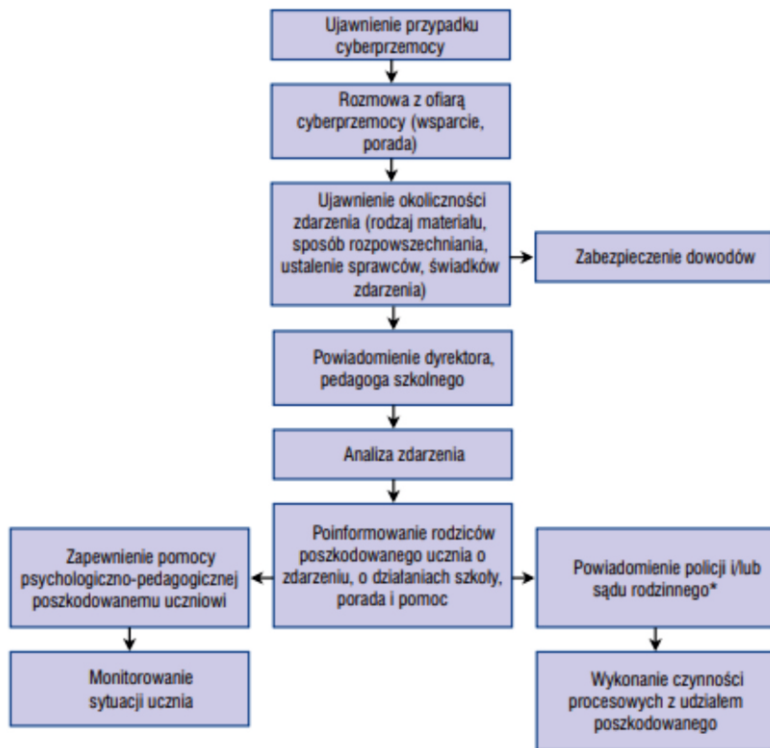 Ujawnienie przypadku
cyberprzemocy
Rozmowa z ofiarą
cyberprzemocy (wsparcie,
porada)
Ujawnienie okoliczności
zdarzenia (rodzaj materiału,
sposób rozpowszechniania,
ustalenie sprawców, świadków
zdarzenia)
Zabezpieczenie dowodów
Powiadomienie dyrektora,
pedagoga szkolnego
Analiza zdarzenia
Poinformowanie rodziców
poszkodowanego ucznia o
zdarzeniu, o działaniach szkoły,
porada i pomoc
Zapewnienie pomocy
psychologiczno-pedagogicznej
poszkodowanemu uczniowi
Monitorowanie
sytuacji ucznia
Powiadomienie policji i/lub
sądu rodzinnego*
Wykonanie czynności
procesowych z udziałem
poszkodowanego